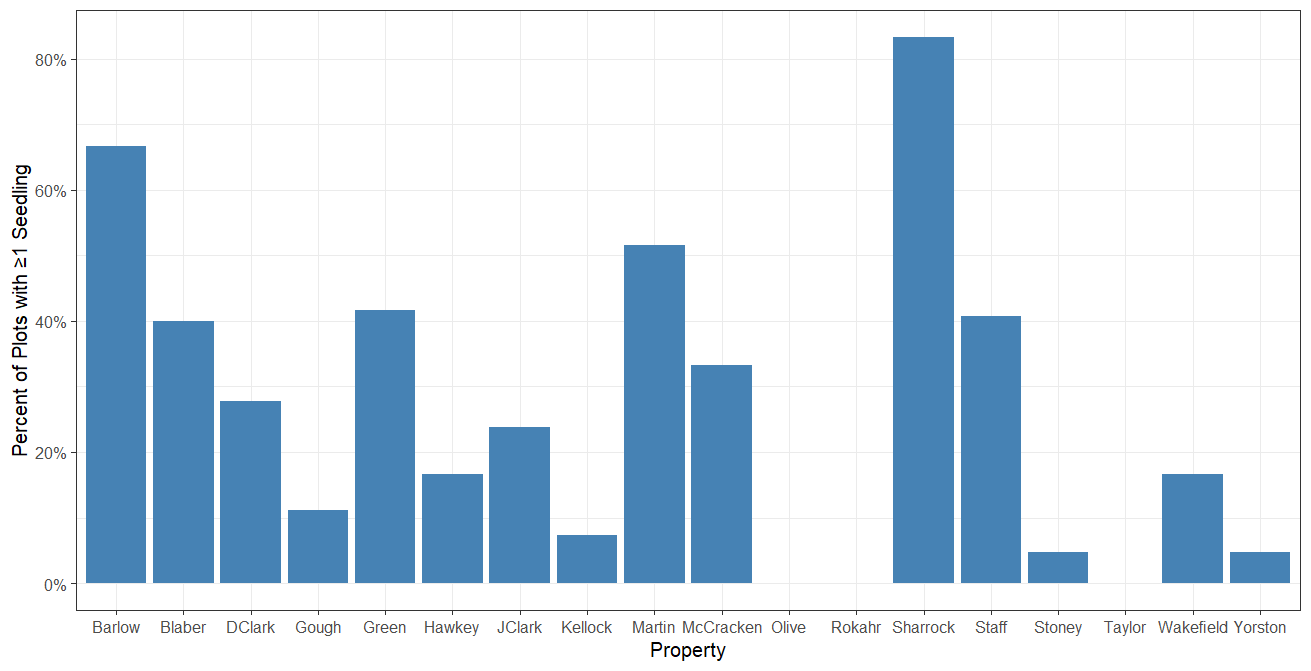 Percent of Plots with ≥1 Seedling
80%
60%
40%
20%
0%
Barlow Blaber DClark Gough Green Hawkey JClark Kellock Martin McCracken Olive Rokahr Sharrock Staff Stoney Taylor Wakefield Yorston
Property